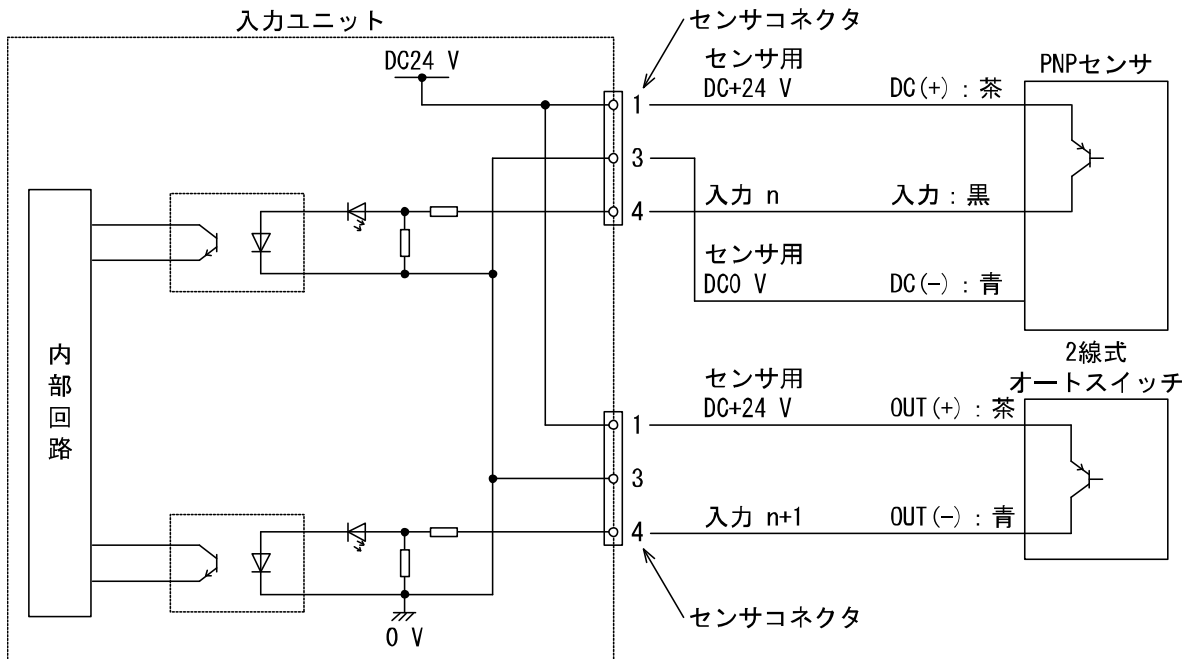 入力ユニット
センサコネクタ
DC24 V
センサ用
DC+24 V
DC(+) : 茶
PNPセンサ
1
3
4
入力 n
入力 : 黒
センサ用
DC0 V
DC(-) : 青
内部回路
2線式
オートスイッチ
センサ用
DC+24 V
OUT(+) : 茶
1
3
4
入力 n+1
OUT(-) : 青
センサコネクタ
0 V